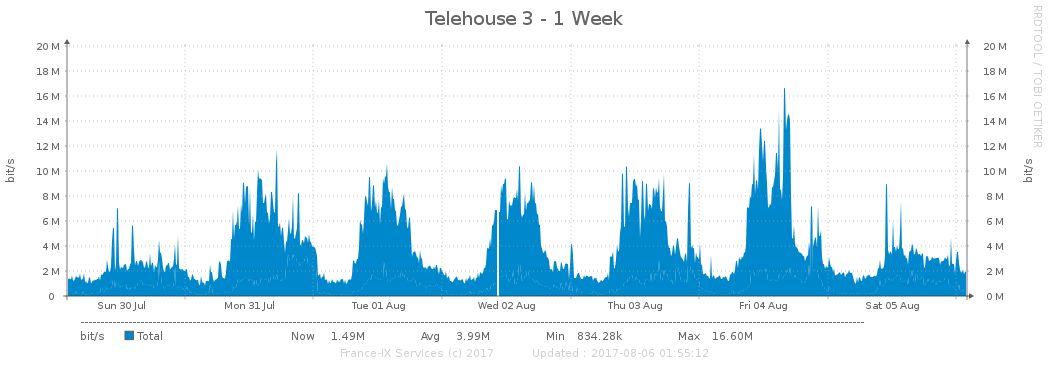 Telehouse 3 - 1 Week
RRDTOOL / TOBI OETIKER
20 M 20 M
18 M 18 M
16 M 16 M
14 M 14 M
12 M 12 M
10 M 10 M
8 M 8 M
6 M 6 M
4 M 4 M
2 M 2 M
0 0 M
bit/s
bit/s
Sun 30 Jul Mon 31 Jul Tue 01 Aug Wed 02 Aug Thu 03 Aug Fri 04 Aug Sat 05 Aug
bit/s Total Now 1.49M Avg 3.99M Min 834.28k Max 16.60M
France-IX Services (c) 2017 Updated : 2017-08-06 01:55:12